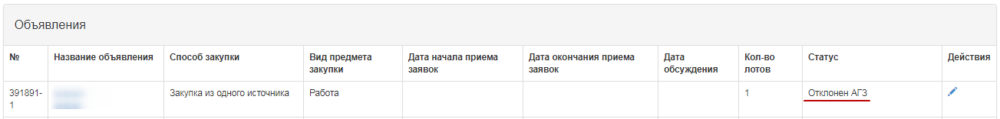 Объявления
№ Название объявления Способ закупки Вид предмета закупки Дата начала приема заявок Дата окончания приема заявок Дата обсуждения Кол-во лотов Статус Действия
391891-1 Закупка из одного источника Работа 1 Отклонен АГЗ